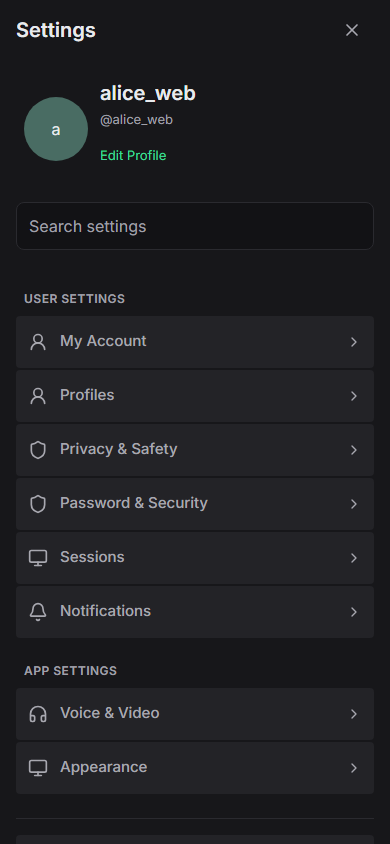 Settings
a
alice_web
@alice_web
Edit Profile
Search settings
USER SETTINGS
My Account
Profiles
Privacy & Safety
Password & Security
Sessions
Notifications
APP SETTINGS
Voice & Video
Appearance